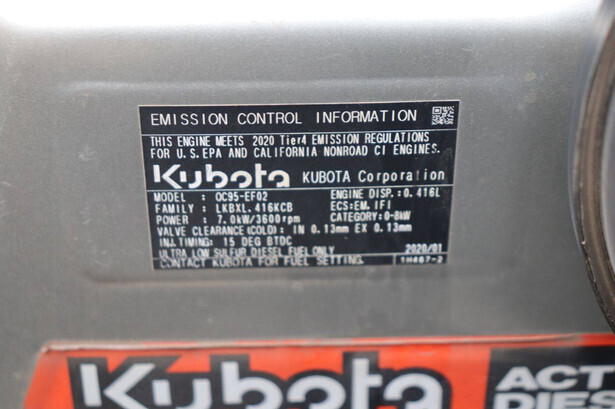 EMISSION CONTROL INFORMATION
THIS ENGINE MEETS 2020 Tier4 EMISSION REGULATIONS
FOR U.S. EPA AND CALIFORNIA NONROAD CI ENGINES.
Kubota KUBOTA Corporation
MODEL : OC95-EF02 ENGINE DISP.:0.416L
FAMILY : LKBXL.416KCB ECS:EM,IFI
POWER : 7.0kW/3600rpm CATEGORY:0-8kW
VALVE CLEARANCE(COLD): IN 0.13mm EX 0.13mm
INJ.TIMING: 15 DEG BTDC
ULTRA LOW SULFUR DIESEL FUEL ONLY 2020/01
CONTACT KUBOTA FOR FUEL SETTING. 1H467-2
Kubota
ACT
DIES